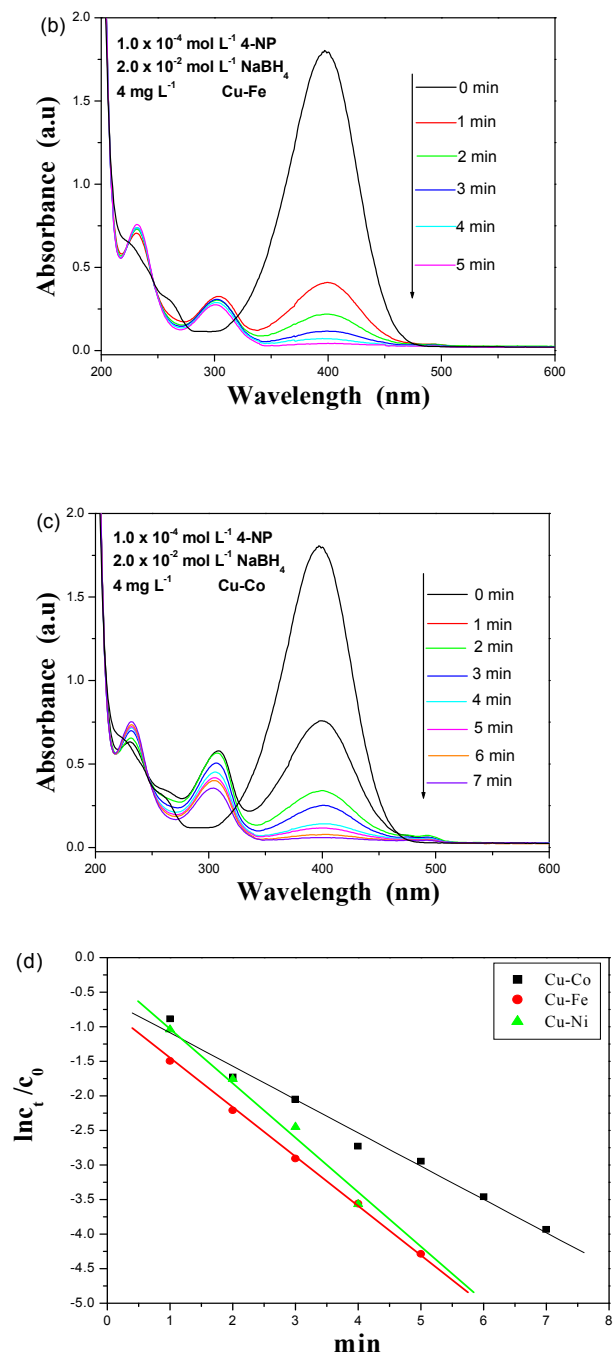 (b)
2.0
1.0 x 10⁻⁴ mol L⁻¹ 4-NP
2.0 x 10⁻² mol L⁻¹ NaBH₄
4 mg L⁻¹ Cu-Fe
0 min
1 min
2 min
3 min
4 min
5 min
1.5
1.0
0.5
0.0
Absorbance (a.u)
200 300 400 500 600
Wavelength (nm)
(c)
2.0
1.0 x 10⁻⁴ mol L⁻¹ 4-NP
2.0 x 10⁻² mol L⁻¹ NaBH₄
4 mg L⁻¹ Cu-Co
0 min
1 min
2 min
3 min
4 min
5 min
6 min
7 min
1.5
1.0
0.5
0.0
Absorbance (a.u)
200 300 400 500 600
Wavelength (nm)
(d)
0.0
-0.5
-1.0
-1.5
-2.0
-2.5
-3.0
-3.5
-4.0
-4.5
-5.0
lncₜ/c₀
Cu-Co
Cu-Fe
Cu-Ni
0 1 2 3 4 5 6 7 8
min